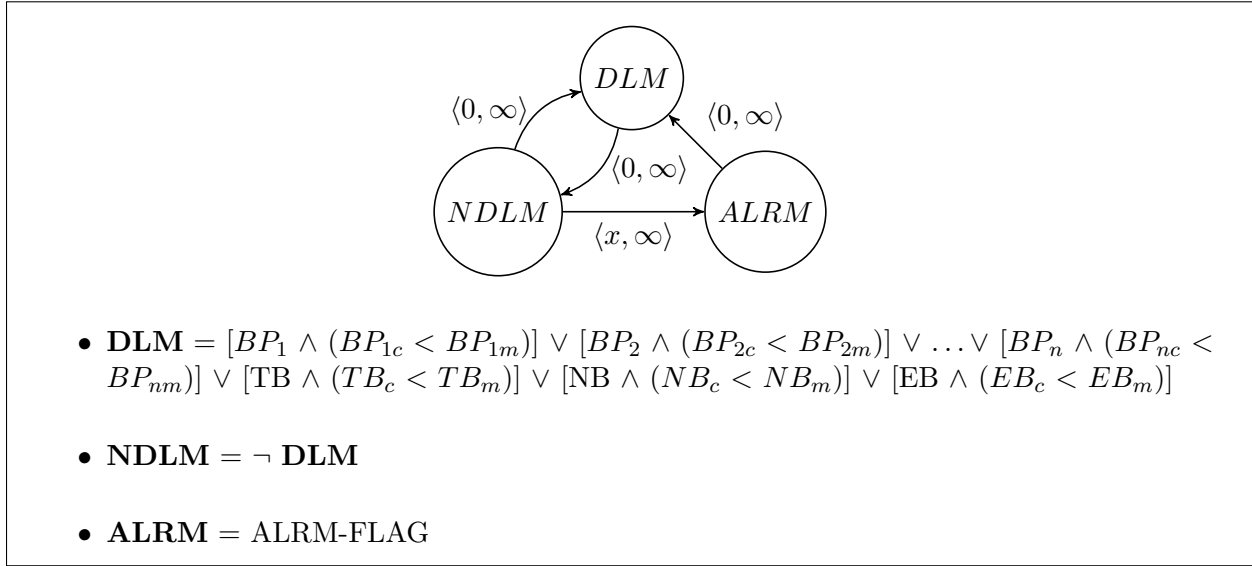 DLM
⟨0, ∞⟩
⟨0, ∞⟩
⟨0, ∞⟩
NDLM
ALRM
⟨x, ∞⟩
• DLM = [BP₁ ∧ (BP₁c < BP₁m)] ∨ [BP₂ ∧ (BP₂c < BP₂m)] ∨ … ∨ [BPn ∧ (BPnc <
BPnm)] ∨ [TB ∧ (TBc < TBm)] ∨ [NB ∧ (NBc < NBm)] ∨ [EB ∧ (EBc < EBm)]
• NDLM = ¬ DLM
• ALRM = ALRM-FLAG